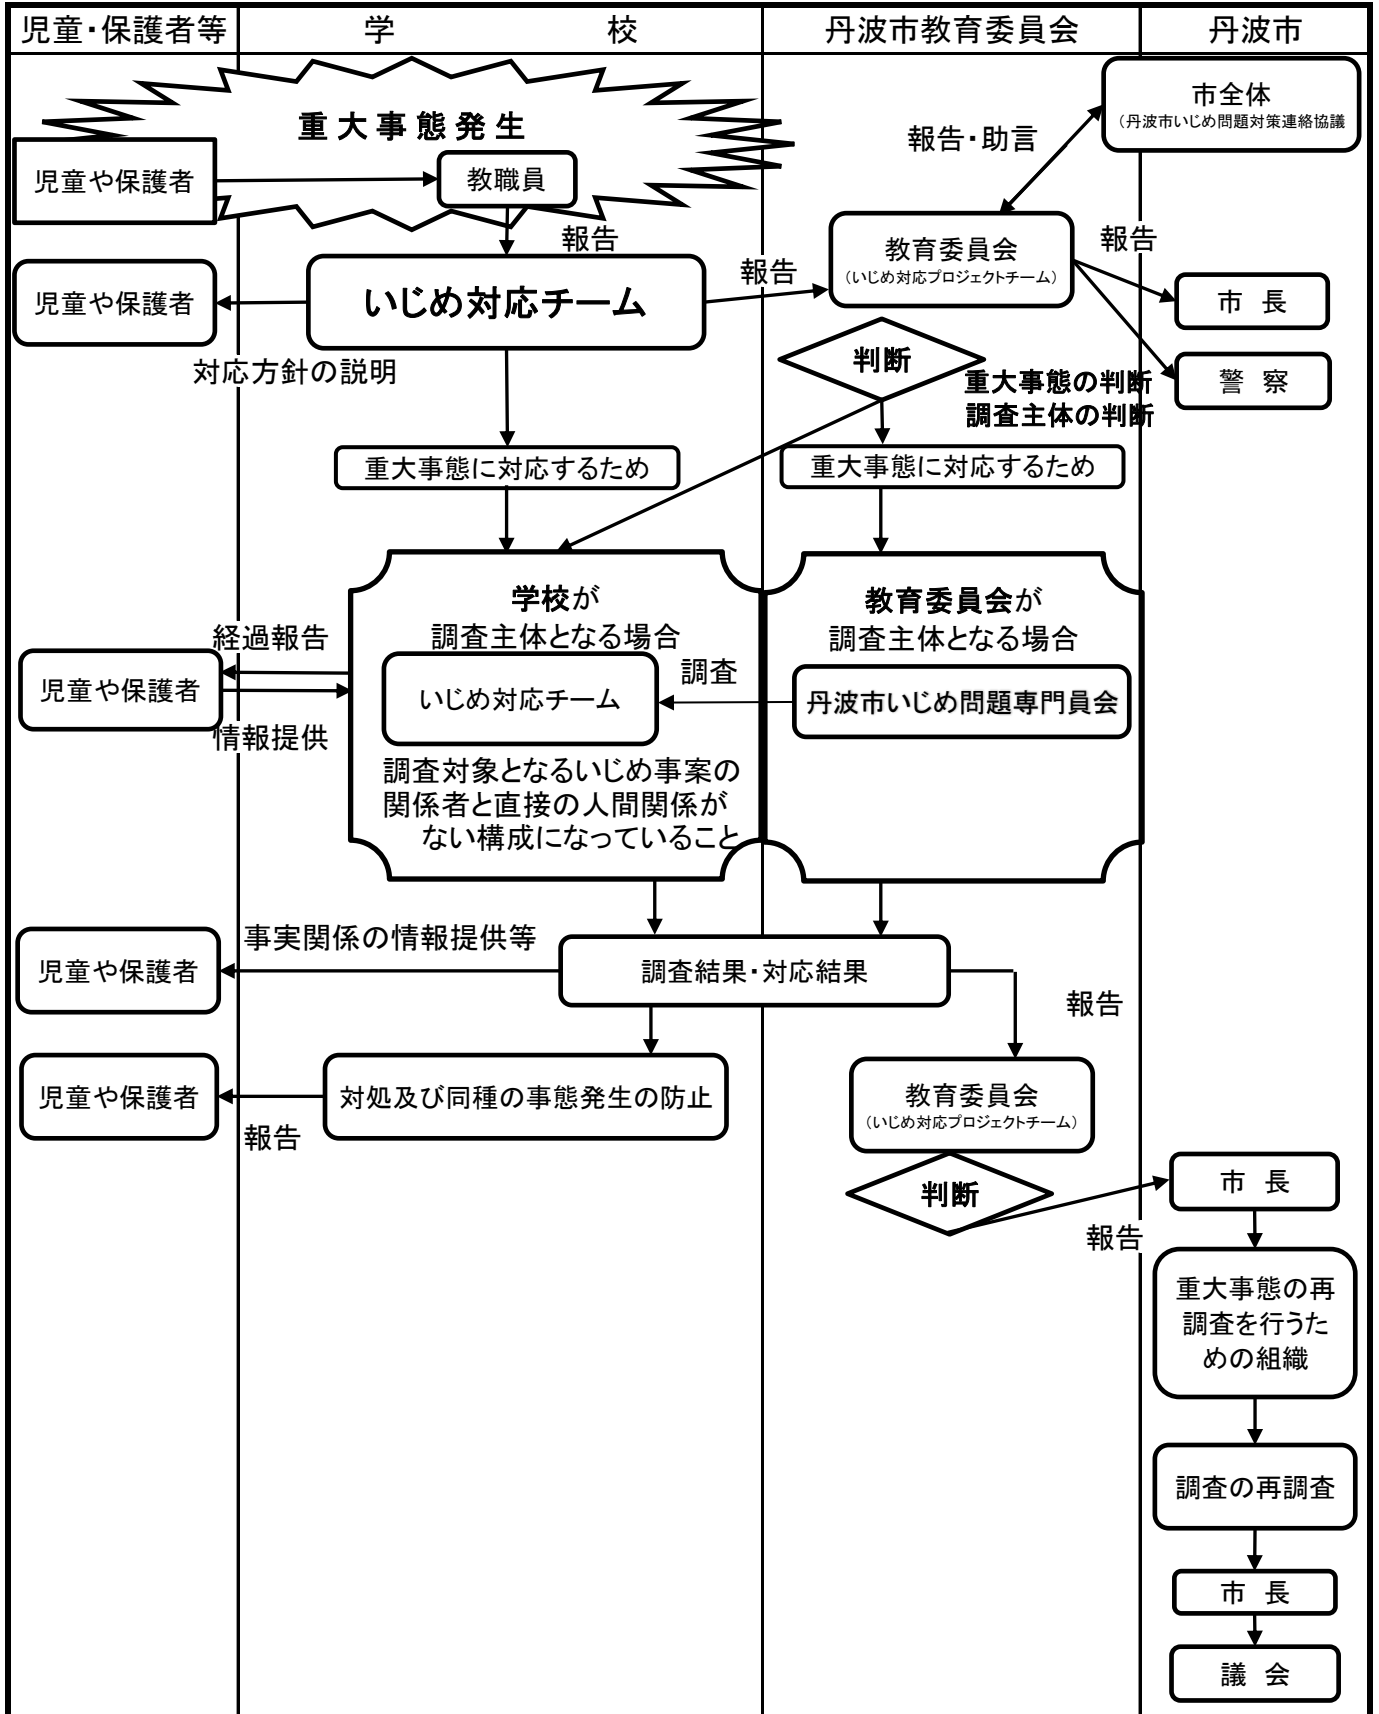 児童・保護者等
学 校
丹波市教育委員会
丹波市
重大事態発生
市全体
（丹波市いじめ問題対策連絡協議
報告・助言
児童や保護者
教職員
報告
教育委員会
（いじめ対応プロジェクトチーム）
報告
報告
児童や保護者
いじめ対応チーム
市 長
対応方針の説明
判断
重大事態の判断
調査主体の判断
警 察
重大事態に対応するため
重大事態に対応するため
学校が
調査主体となる場合
教育委員会が
調査主体となる場合
経過報告
児童や保護者
情報提供
いじめ対応チーム
調査
丹波市いじめ問題専門員会
調査対象となるいじめ事案の
関係者と直接の人間関係が
ない構成になっていること
事実関係の情報提供等
児童や保護者
調査結果・対応結果
報告
児童や保護者
対処及び同種の事態発生の防止
報告
教育委員会
（いじめ対応プロジェクトチーム）
判断
報告
市 長
重大事態の再
調査を行うた
めの組織
調査の再調査
市 長
議 会